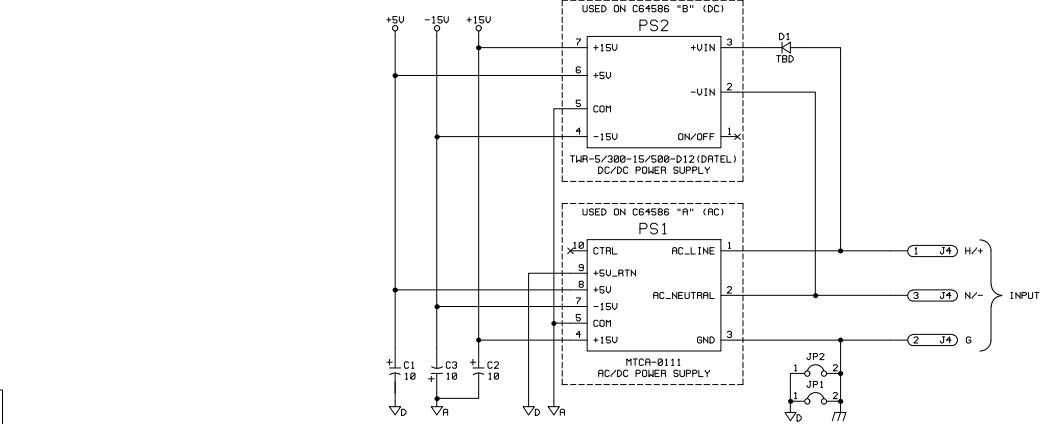 USED ON C64586 "B" (DC)
PS2
+5V -15V +15V
7 +15V +VIN 3
D1
TBD
6 +5V
-VIN 2
5 COM
4 -15V ON/OFF 1
TWR-5/300-15/500-D12(DATEL)
DC/DC POWER SUPPLY
USED ON C64586 "A" (AC)
PS1
10 CTRL AC_LINE 1
1 J4 H/+
9 +5V_RTN
8 +5V AC_NEUTRAL 2
3 J4 N/-
INPUT
7 -15V
5 COM
4 +15V GND 3
2 J4 G
MTCA-0111
AC/DC POWER SUPPLY
+ C1
10
+ C3
10
+ C2
10
JP2
1 2
JP1
1 2
D A D A D